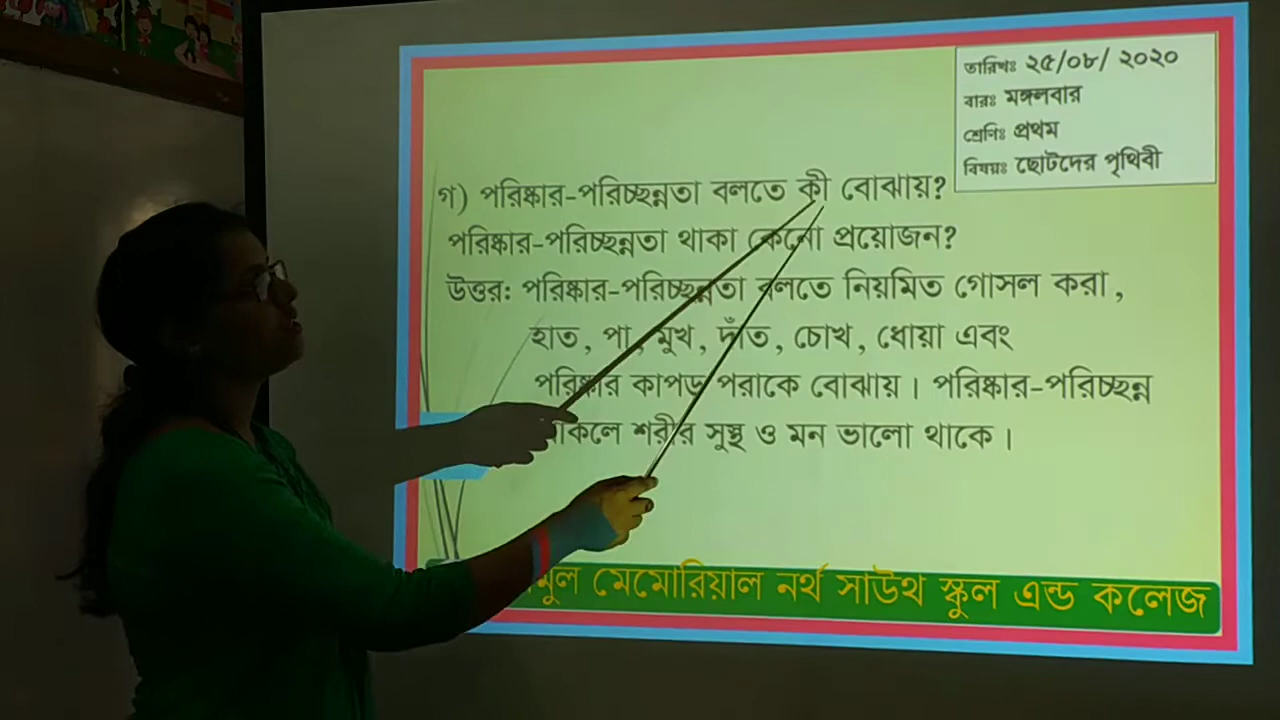 তারিখঃ ২৫/০৮/ ২০২০
বারঃ মঙ্গলবার
শ্রেণিঃ প্রথম
বিষয়ঃ ছোটদের পৃথিবী
গ) পরিষ্কার-পরিচ্ছন্নতা বলতে কী বোঝায়?
পরিষ্কার-পরিচ্ছন্নতা থাকা কেনো প্রয়োজন?
উত্তর: পরিষ্কার-পরিচ্ছন্নতা বলতে নিয়মিত গোসল করা,
হাত, পা, মুখ, দাঁত, চোখ, ধোয়া এবং
পরিষ্কার কাপড় পরাকে বোঝায়। পরিষ্কার-পরিচ্ছন্ন
শরীর সুস্থ ও মন ভালো থাকে।
মেমোরিয়াল নর্থ সাউথ স্কুল এন্ড কলেজ